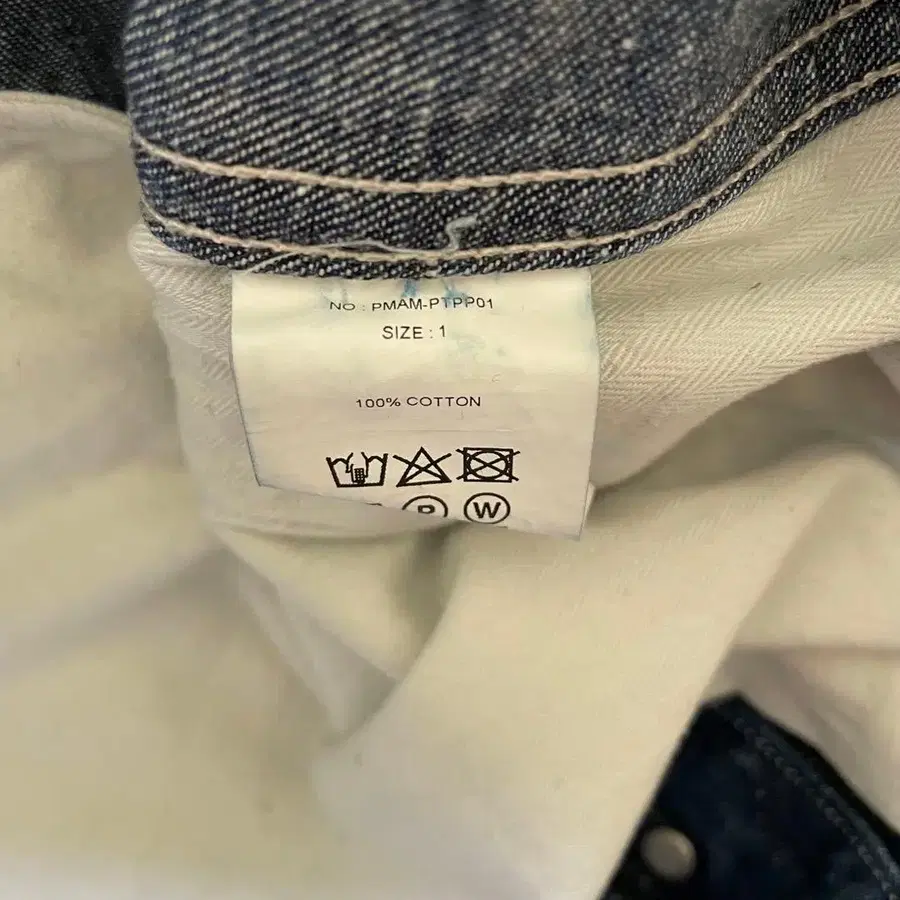 NO : PMAM-PTPP01
SIZE : 1
100% COTTON
P W